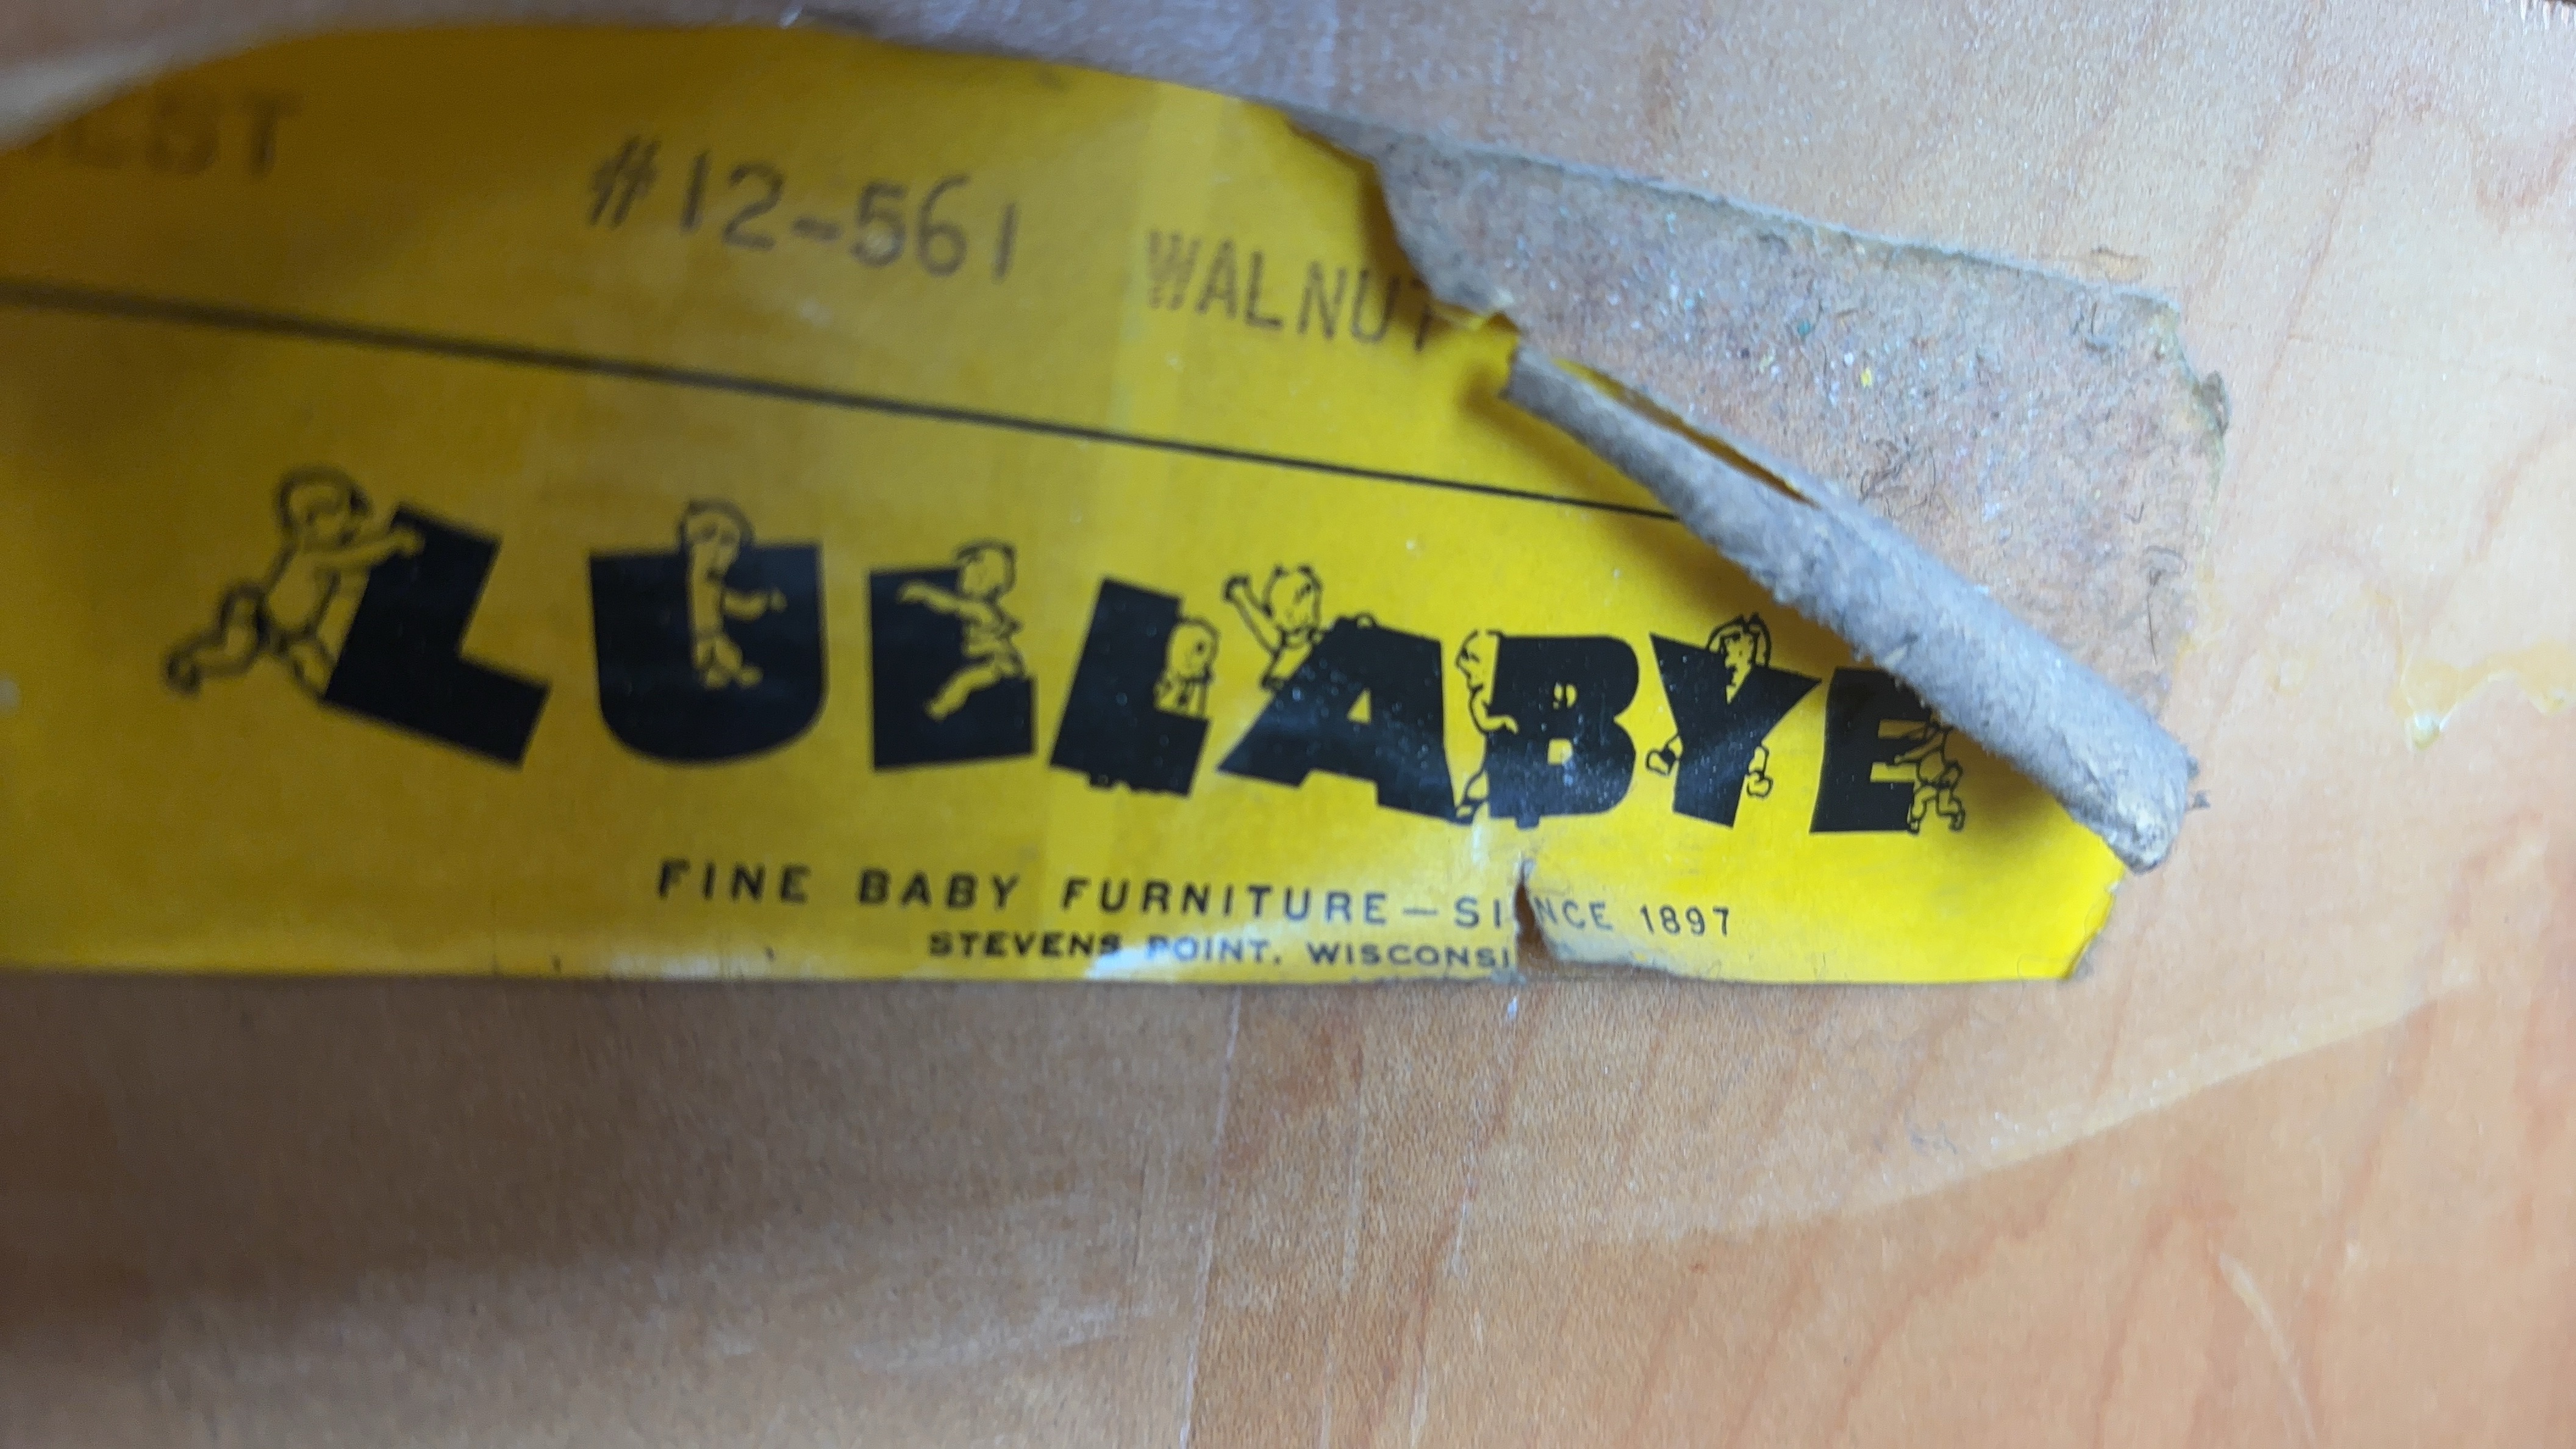 #12-561 WALNUT
LULLABYE
FINE BABY FURNITURE—SINCE 1897
STEVENS POINT, WISCONSI